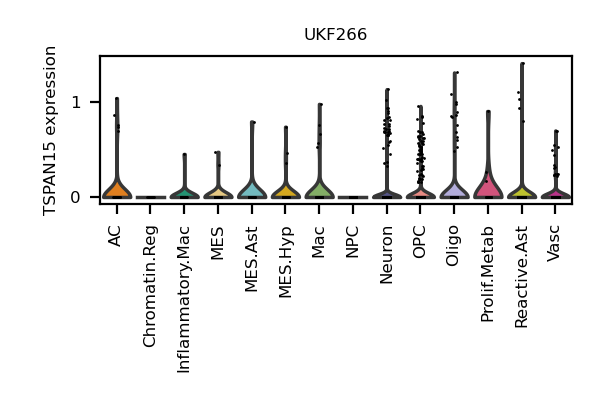 UKF266
TSPAN15 expression
1
0
AC
Chromatin.Reg
Inflammatory.Mac
MES
MES.Ast
MES.Hyp
Mac
NPC
Neuron
OPC
Oligo
Prolif.Metab
Reactive.Ast
Vasc